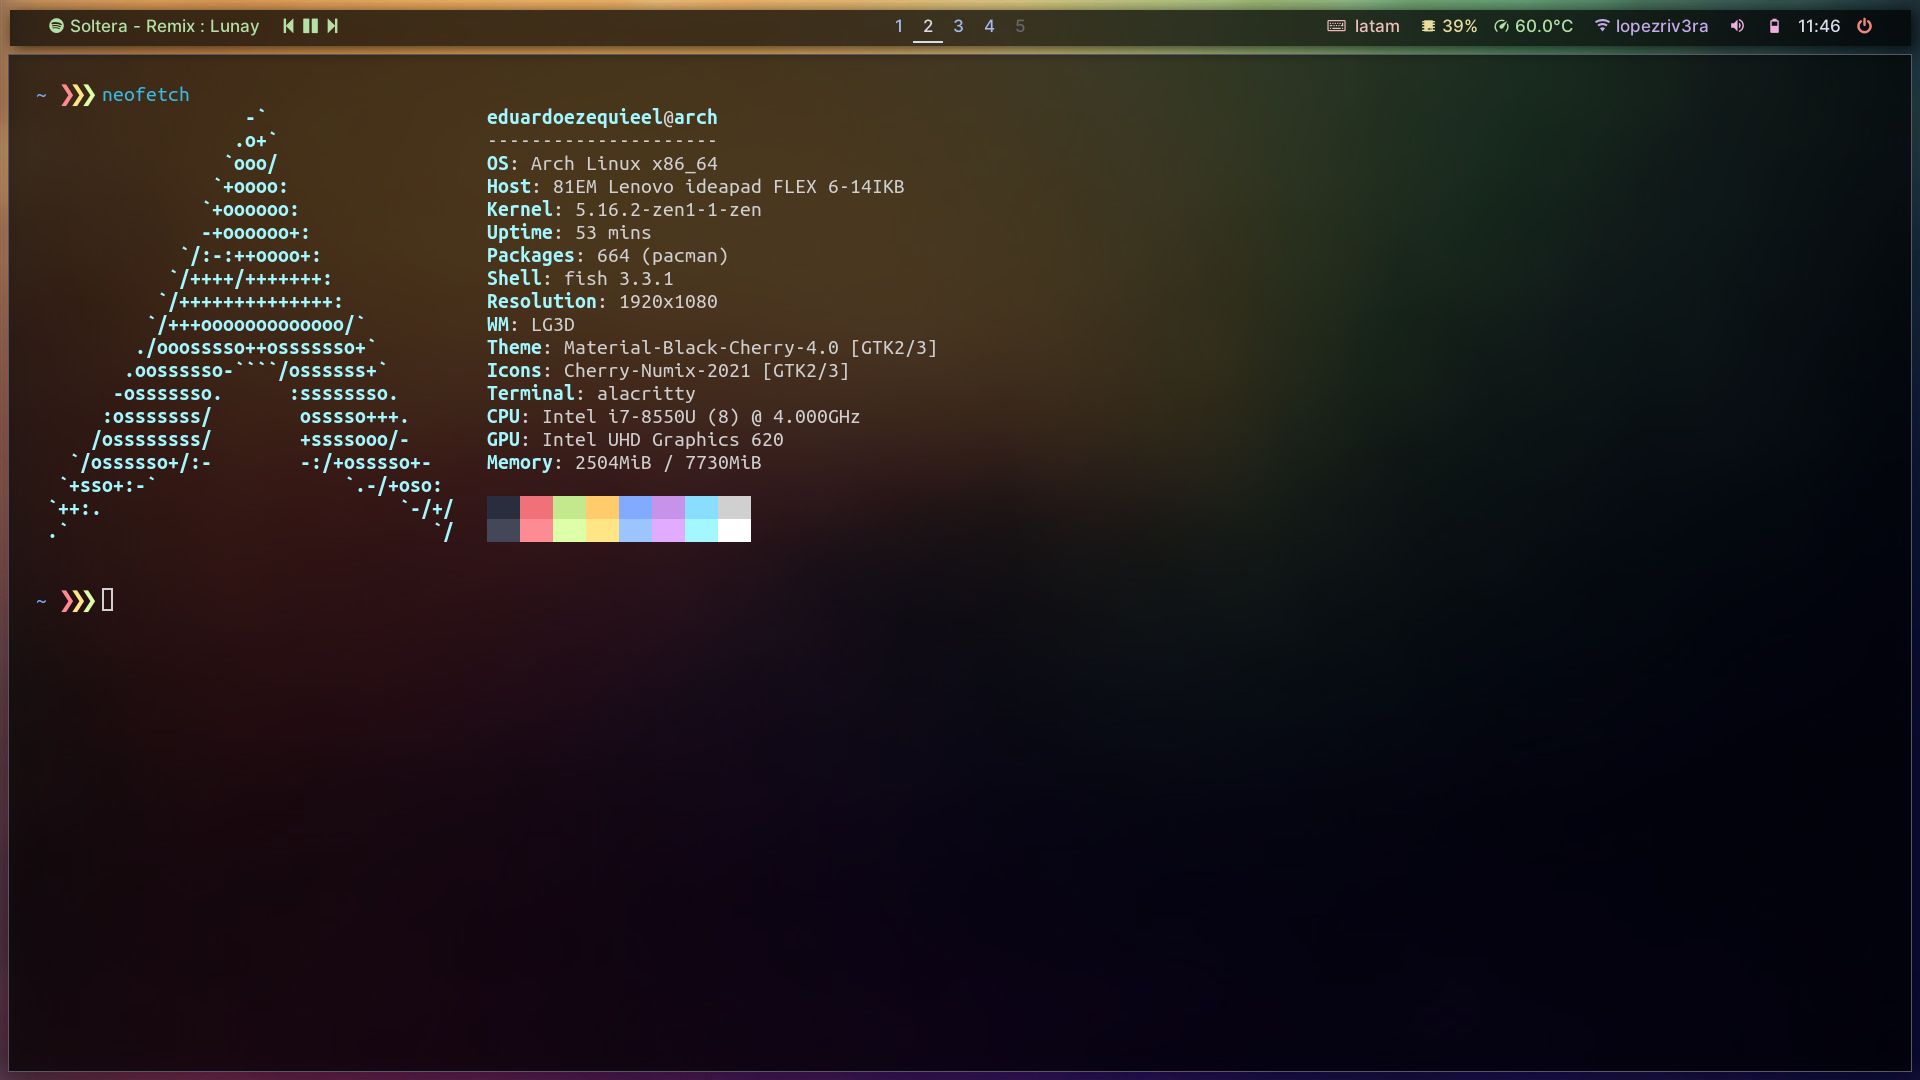 Soltera - Remix : Lunay 1 2 3 4 5 latam 39% 60.0°C lopezriv3ra 11:46
~ ❯❯❯ neofetch
                  -`                 eduardoezequieel@arch
                 .o+`                ---------------------
                `ooo/                OS: Arch Linux x86_64
               `+oooo:               Host: 81EM Lenovo ideapad FLEX 6-14IKB
              `+oooooo:              Kernel: 5.16.2-zen1-1-zen
              -+oooooo+:             Uptime: 53 mins
            `/:-:++oooo+:            Packages: 664 (pacman)
           `/++++/+++++++:           Shell: fish 3.3.1
          `/++++++++++++++:          Resolution: 1920x1080
         `/+++ooooooooooooo/`        WM: LG3D
        ./ooosssso++osssssso+`       Theme: Material-Black-Cherry-4.0 [GTK2/3]
       .oossssso-````/ossssss+`      Icons: Cherry-Numix-2021 [GTK2/3]
      -osssssso.      :ssssssso.     Terminal: alacritty
     :osssssss/        osssso+++.    CPU: Intel i7-8550U (8) @ 4.000GHz
    /ossssssss/        +ssssooo/-    GPU: Intel UHD Graphics 620
  `/ossssso+/:-        -:/+osssso+-  Memory: 2504MiB / 7730MiB
 `+sso+:-`                 `.-/+oso:
`++:.                           `-/+/
.`                                 `/
~ ❯❯❯